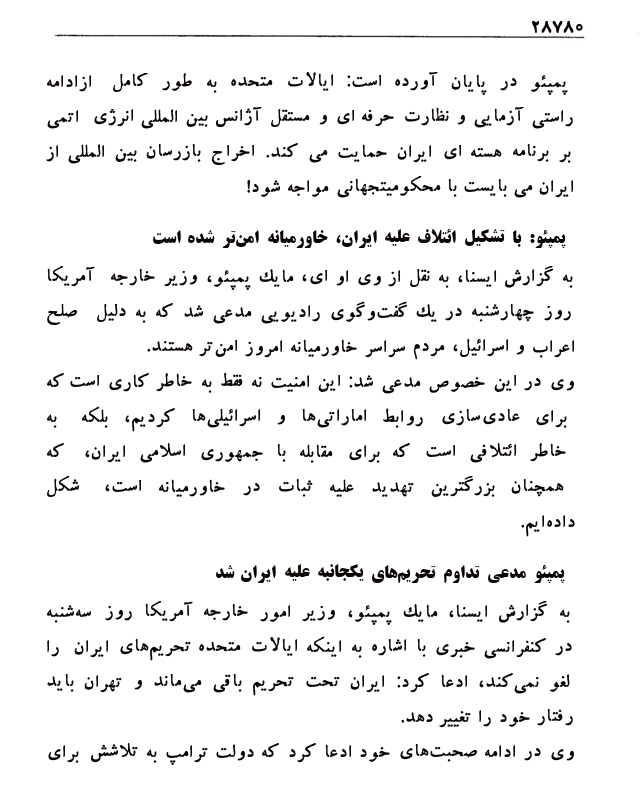 ۲۸۷۸۰
پمپئو در پایان آورده است: ایالات متحده به طور کامل ازادامه
راستی آزمایی و نظارت حرفه ای و مستقل آژانس بین المللی انرژی اتمی
بر برنامه هسته ای ایران حمایت می کند. اخراج بازرسان بین المللی از
ایران می بایست با محکومیتجهانی مواجه شود!
پمپئو: با تشکیل ائتلاف علیه ایران، خاورمیانه امن‌تر شده است
به گزارش ایسنا، به نقل از وی او ای، مایك پمپئو، وزیر خارجه آمریکا
روز چهارشنبه در یك گفت‌وگوی رادیویی مدعی شد که به دلیل صلح
اعراب و اسرائیل، مردم سراسر خاورمیانه امروز امن تر هستند.
وی در این خصوص مدعی شد: این امنیت نه فقط به خاطر کاری است که
برای عادی‌سازی روابط اماراتی‌ها و اسرائیلی‌ها کردیم، بلکه به
خاطر ائتلافی است که برای مقابله با جمهوری اسلامی ایران، که
همچنان بزرگترین تهدید علیه ثبات در خاورمیانه است، شکل
داده‌ایم.
پمپئو مدعی تداوم تحریم‌های یکجانبه علیه ایران شد
به گزارش ایسنا، مایك پمپئو، وزیر امور خارجه آمریکا روز سه‌شنبه
در کنفرانسی خبری با اشاره به اینکه ایالات متحده تحریم‌های ایران را
لغو نمی‌کند، ادعا کرد: ایران تحت تحریم باقی می‌ماند و تهران باید
رفتار خود را تغییر دهد.
وی در ادامه صحبت‌های خود ادعا کرد که دولت ترامپ به تلاشش برای